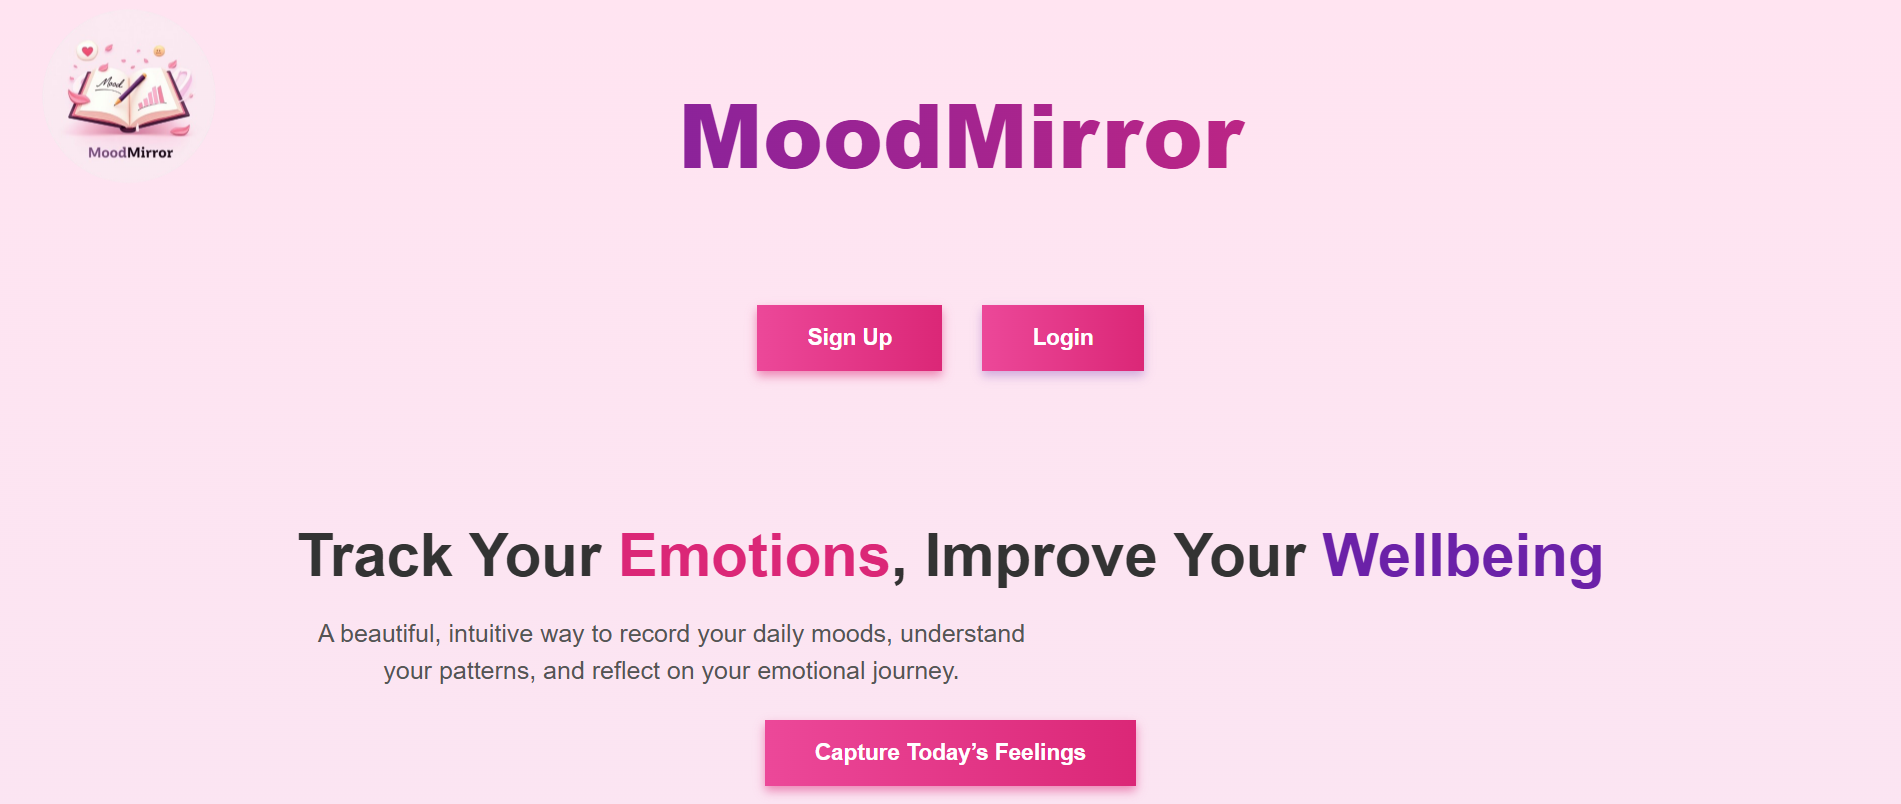 Mood
MoodMirror
MoodMirror
Sign Up
Login
Track Your Emotions, Improve Your Wellbeing
A beautiful, intuitive way to record your daily moods, understand
your patterns, and reflect on your emotional journey.
Capture Today’s Feelings